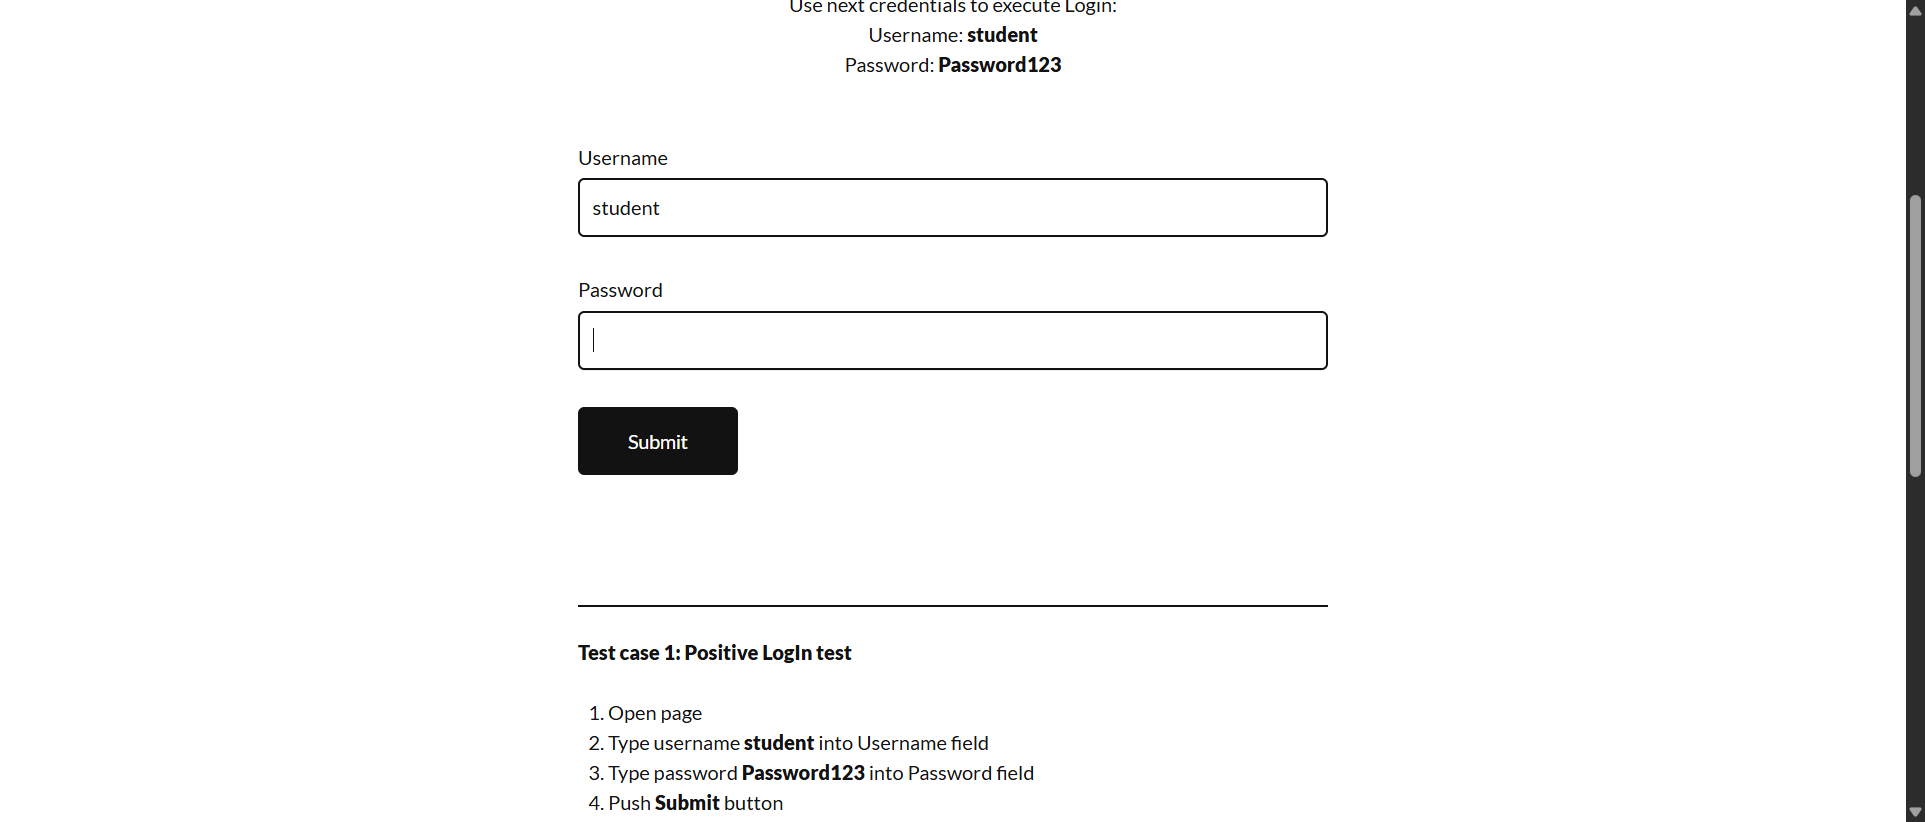 Use next credentials to execute Login:
Username: student
Password: Password123
Username
student
Password
Submit
Test case 1: Positive LogIn test
1. Open page
2. Type username student into Username field
3. Type password Password123 into Password field
4. Push Submit button